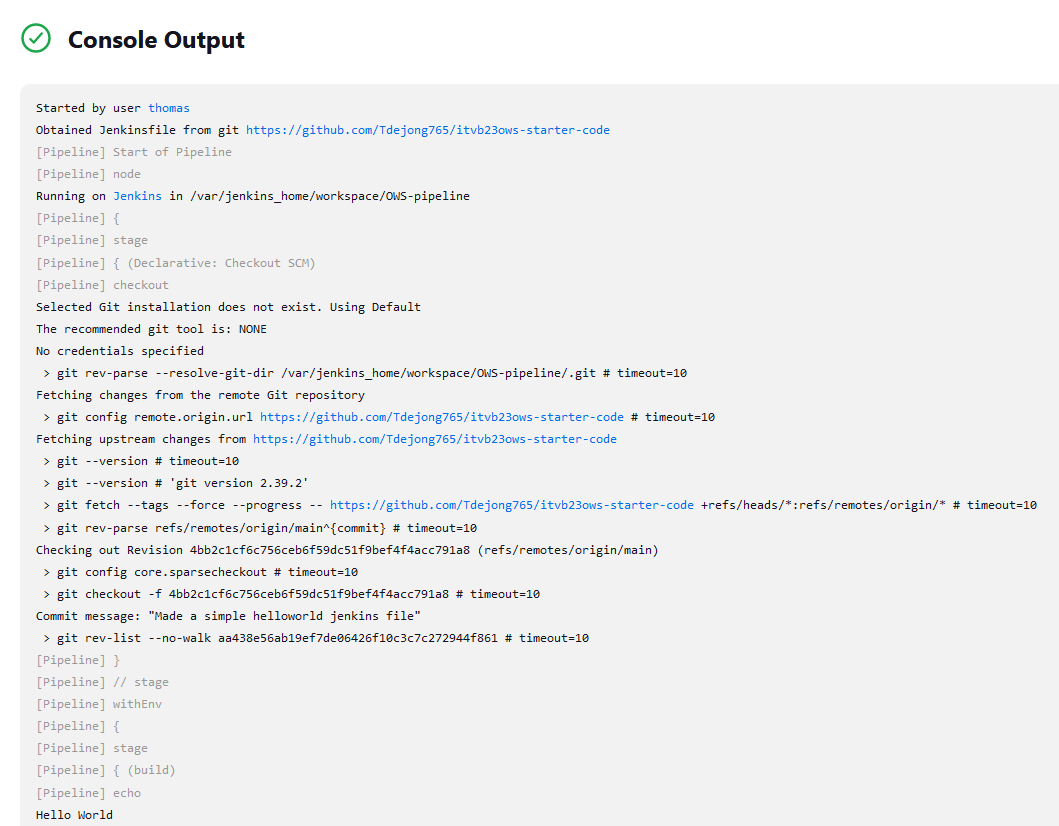 Console Output
Started by user thomas
Obtained Jenkinsfile from git https://github.com/Tdejong765/itvb23ows-starter-code
[Pipeline] Start of Pipeline
[Pipeline] node
Running on Jenkins in /var/jenkins_home/workspace/OWS-pipeline
[Pipeline] {
[Pipeline] stage
[Pipeline] { (Declarative: Checkout SCM)
[Pipeline] checkout
Selected Git installation does not exist. Using Default
The recommended git tool is: NONE
No credentials specified
 > git rev-parse --resolve-git-dir /var/jenkins_home/workspace/OWS-pipeline/.git # timeout=10
Fetching changes from the remote Git repository
 > git config remote.origin.url https://github.com/Tdejong765/itvb23ows-starter-code # timeout=10
Fetching upstream changes from https://github.com/Tdejong765/itvb23ows-starter-code
 > git --version # timeout=10
 > git --version # 'git version 2.39.2'
 > git fetch --tags --force --progress -- https://github.com/Tdejong765/itvb23ows-starter-code +refs/heads/*:refs/remotes/origin/* # timeout=10
 > git rev-parse refs/remotes/origin/main^{commit} # timeout=10
Checking out Revision 4bb2c1cf6c756ceb6f59dc51f9bef4f4acc791a8 (refs/remotes/origin/main)
 > git config core.sparsecheckout # timeout=10
 > git checkout -f 4bb2c1cf6c756ceb6f59dc51f9bef4f4acc791a8 # timeout=10
Commit message: "Made a simple helloworld jenkins file"
 > git rev-list --no-walk aa438e56ab19ef7de06426f10c3c7c272944f861 # timeout=10
[Pipeline] }
[Pipeline] // stage
[Pipeline] withEnv
[Pipeline] {
[Pipeline] stage
[Pipeline] { (build)
[Pipeline] echo
Hello World